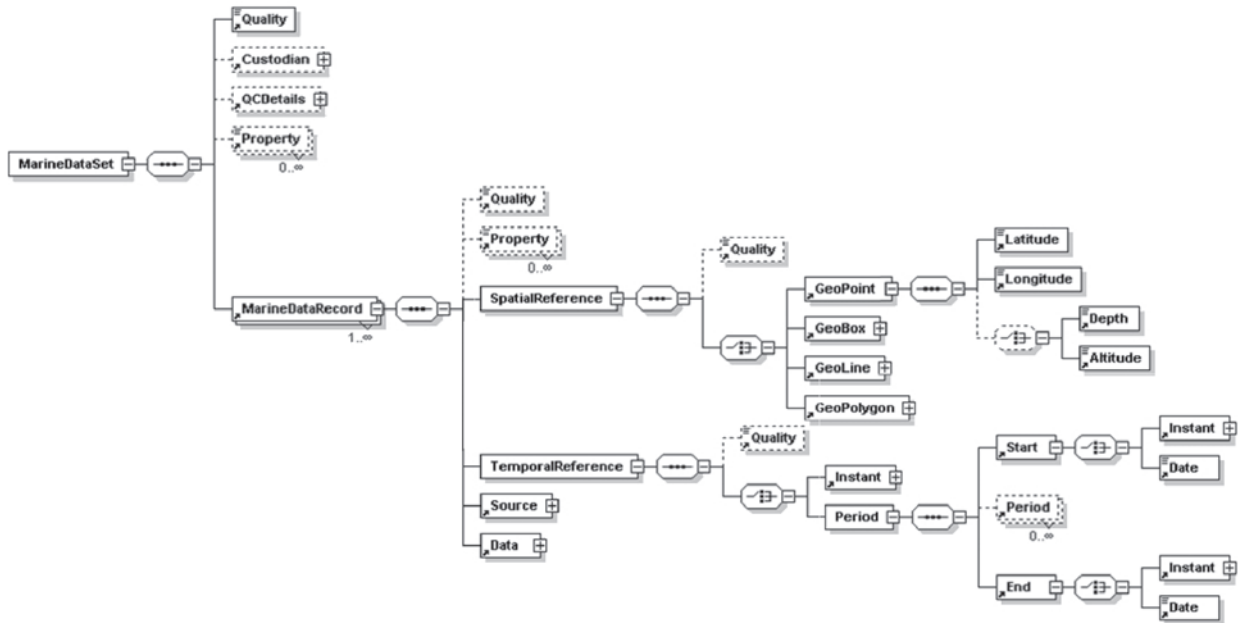 Quality
Custodian
QCDetails
Property
0..∞
MarineDataSet
Quality
Property
0..∞
SpatialReference
MarineDataRecord
1..∞
Quality
GeoPoint
GeoBox
GeoLine
GeoPolygon
Latitude
Longitude
Depth
Altitude
TemporalReference
Source
Data
Quality
Instant
Period
Start
Instant
Date
Period
0..∞
End
Instant
Date